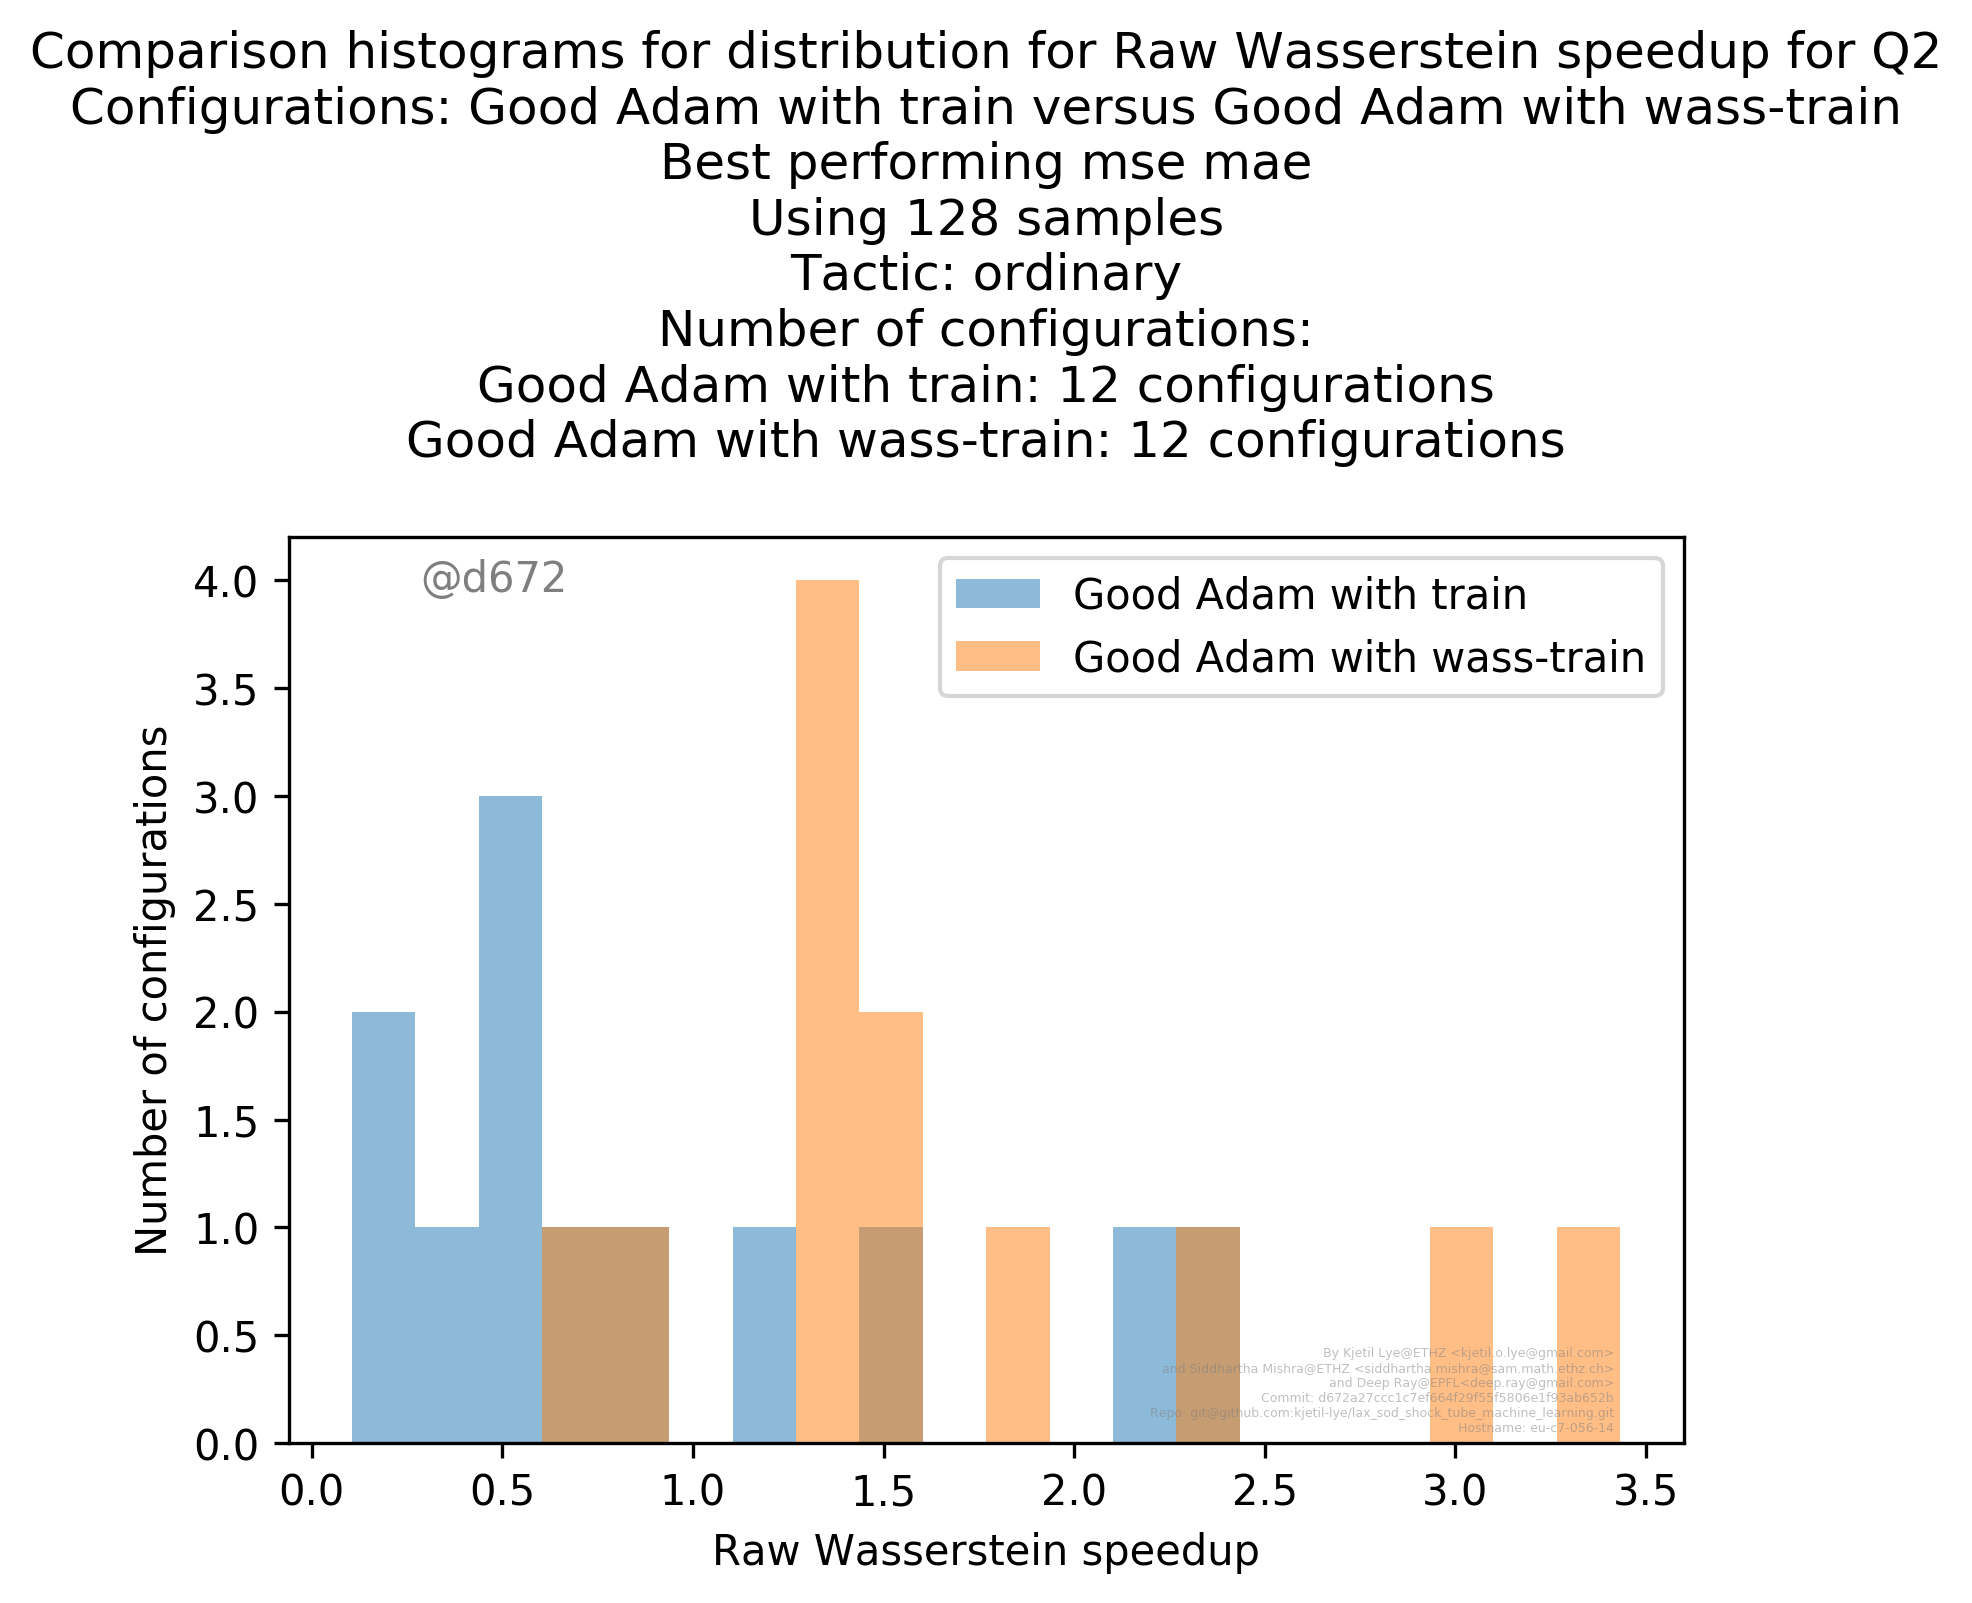 Comparison histograms for distribution for Raw Wasserstein speedup for Q2
Configurations: Good Adam with train versus Good Adam with wass-train
Best performing mse mae
Using 128 samples
Tactic: ordinary
Number of configurations:
Good Adam with train: 12 configurations
Good Adam with wass-train: 12 configurations
@d672
Good Adam with train
Good Adam with wass-train
4.0
3.5
3.0
2.5
2.0
1.5
1.0
0.5
0.0
Number of configurations
By Kjetil Lye@ETHZ <kjetil.o.lye@gmail.com>
and Siddhartha Mishra@ETHZ <siddhartha.mishra@sam.math.ethz.ch>
and Deep Ray@EPFL<deep.ray@gmail.com>
Commit: d672a27ccc1c7ef664f29f55f5806e1f93ab652b
Repo: git@github.com:kjetil-lye/lax_sod_shock_tube_machine_learning.git
Hostname: eu-c7-056-14
0.0 0.5 1.0 1.5 2.0 2.5 3.0 3.5
Raw Wasserstein speedup